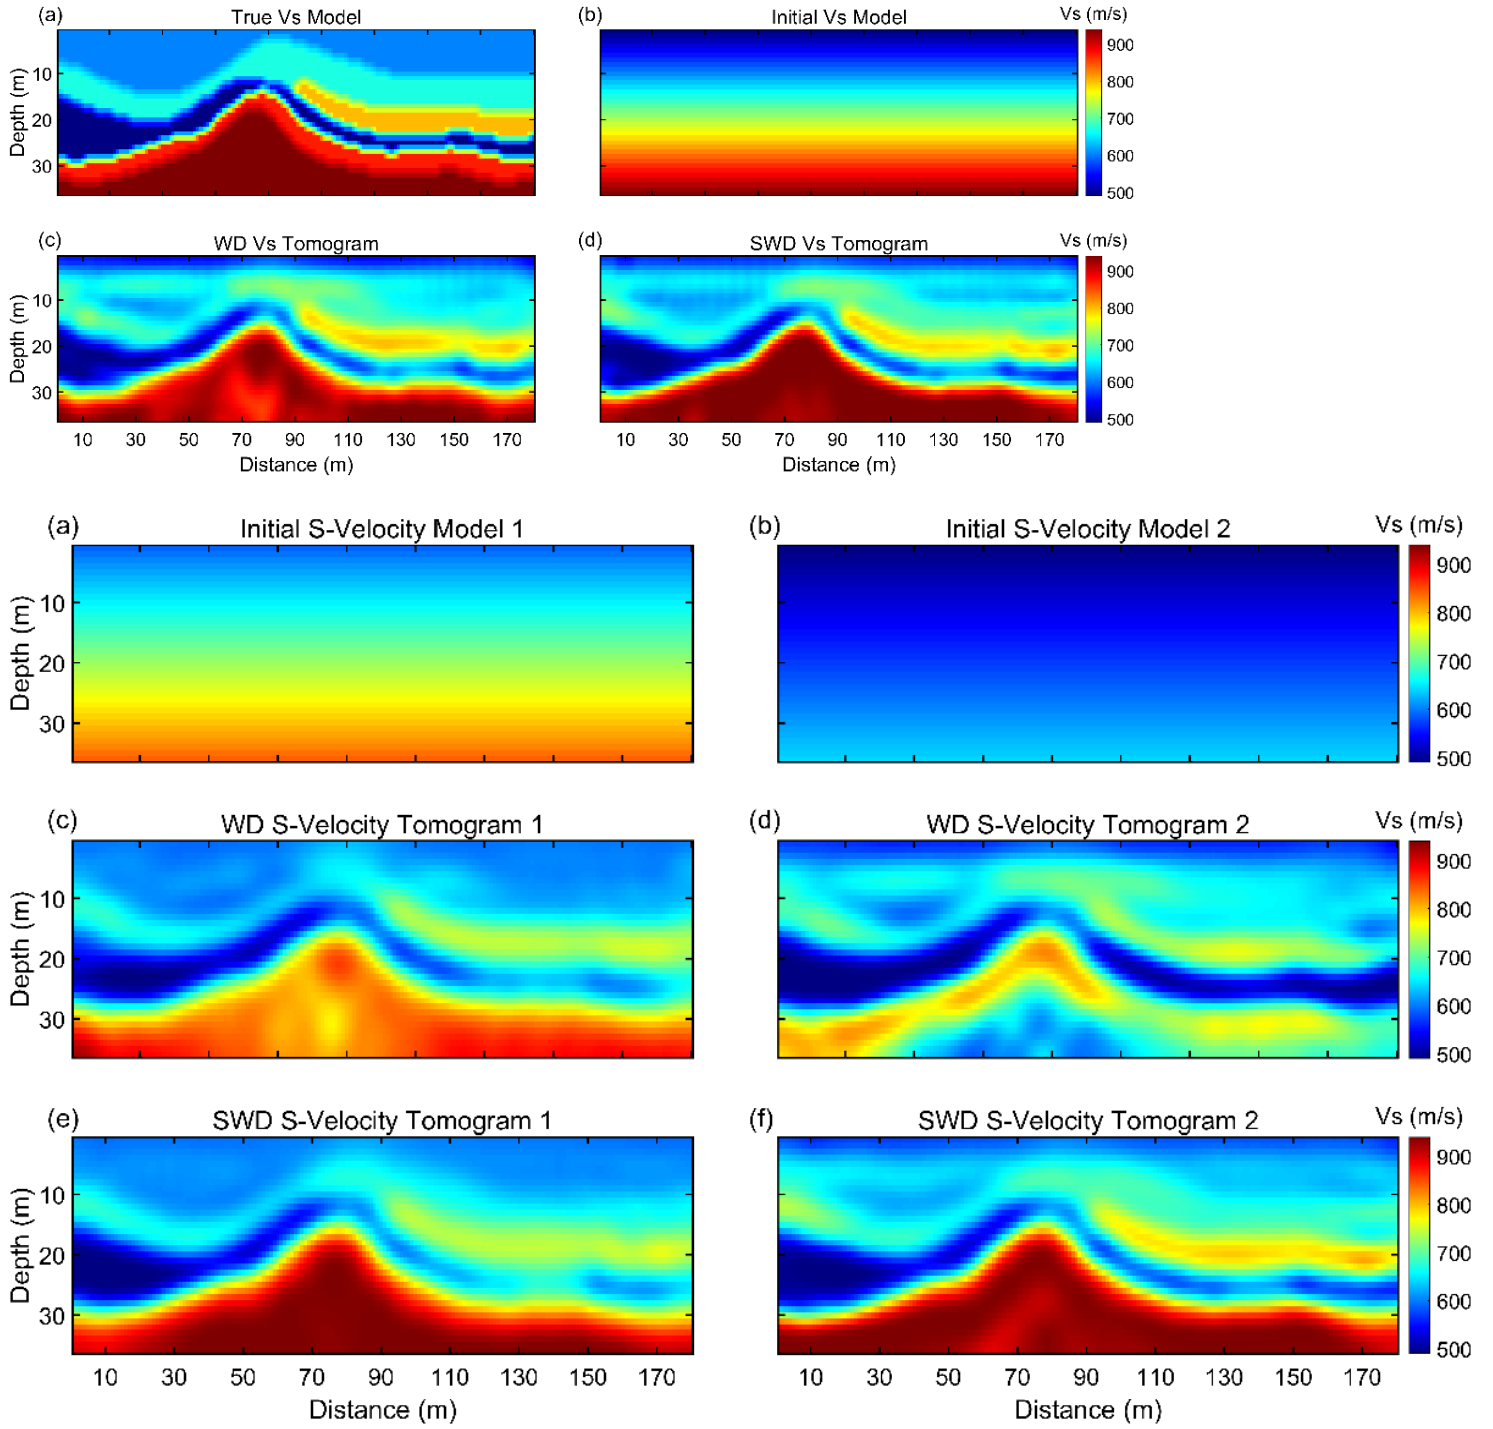 (a) True Vs Model (b) Initial Vs Model Vs (m/s)
Depth (m) 10 20 30
900 800 700 600 500
(c) WD Vs Tomogram (d) SWD Vs Tomogram Vs (m/s)
Depth (m) 10 20 30
900 800 700 600 500
10 30 50 70 90 110 130 150 170 10 30 50 70 90 110 130 150 170
Distance (m) Distance (m)
(a) Initial S-Velocity Model 1 (b) Initial S-Velocity Model 2 Vs (m/s)
Depth (m) 10 20 30
900 800 700 600 500
(c) WD S-Velocity Tomogram 1 (d) WD S-Velocity Tomogram 2 Vs (m/s)
Depth (m) 10 20 30
900 800 700 600 500
(e) SWD S-Velocity Tomogram 1 (f) SWD S-Velocity Tomogram 2 Vs (m/s)
Depth (m) 10 20 30
900 800 700 600 500
10 30 50 70 90 110 130 150 170 10 30 50 70 90 110 130 150 170
Distance (m) Distance (m)